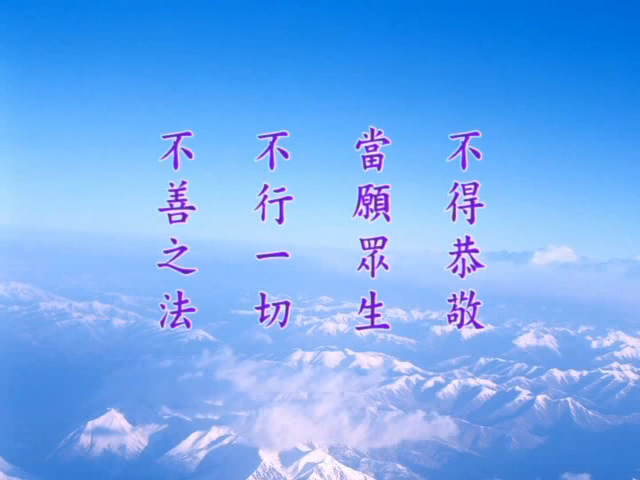 不得恭敬
當願眾生
不行一切
不善之法